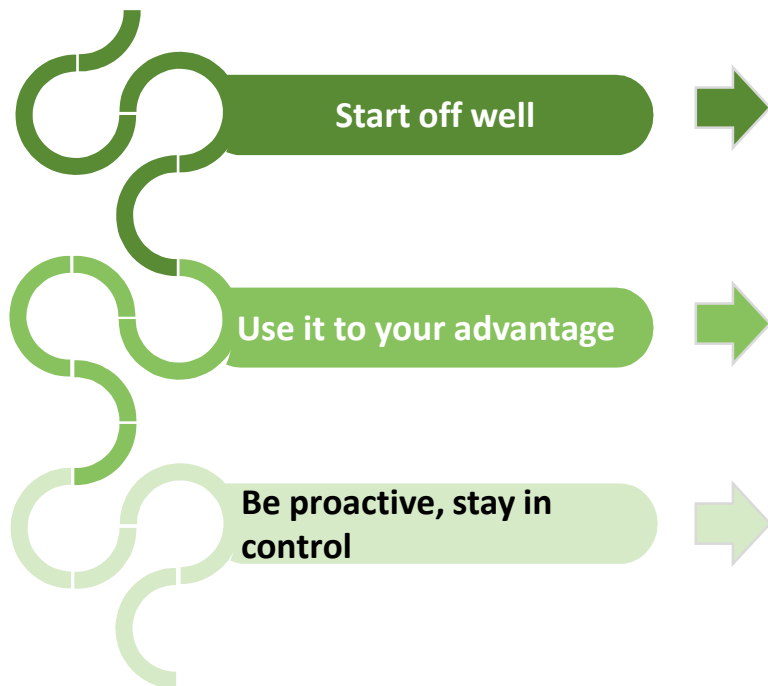 Start off well
Use it to your advantage
Be proactive, stay in
control